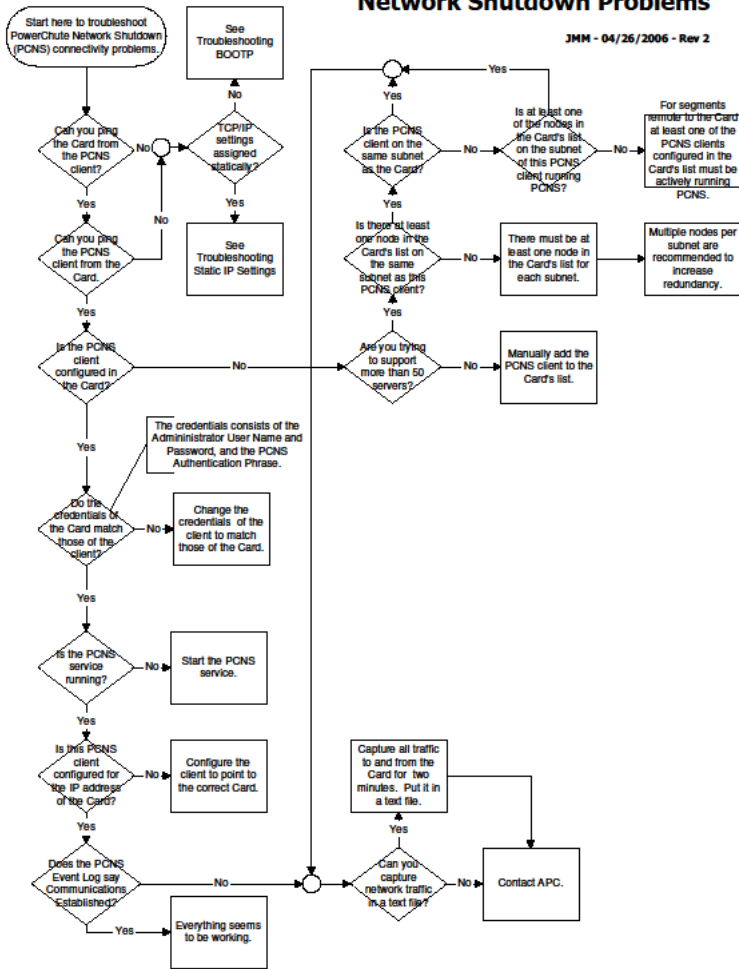 Network Shutdown Problems
JMM - 04/26/2006 - Rev 2
Start here to troubleshoot
PowerChute Network Shutdown
(PCNS) connectivity problems.
See
Troubleshooting
BOOTP
No
Can you ping
the Card from
the PCNS
client?
No
TCP/IP
settings
assigned
statically?
Yes
No
Yes
Can you ping
the PCNS
client from the
Card.
See
Troubleshooting
Static IP Settings
Yes
Is the PCNS
client
configured in
the Card?
No
Yes
Yes
Yes
Is the PCNS
client on the
same subnet
as the Card?
No
Is at least one
of the nodes in
the Card's list
on the subnet
of this PCNS
client running
PCNS?
No
For segments
remote to the Card
at least one of the
PCNS clients
configured in the
Card's list must be
actively running
PCNS.
Yes
Is there at least
one node in the
Card's list on
the same
subnet as this
PCNS client?
No
There must be at
least one node in
the Card's list for
each subnet.
Multiple nodes per
subnet are
recommended to
increase
redundancy.
Yes
Are you trying
to support
more than 50
servers?
No
Manually add the
PCNS client to the
Card's list.
The credentials consists of the
Admininistrator User Name and
Password, and the PCNS
Authentication Phrase.
Do the
credentials of
the Card match
those of the
client?
No
Change the
credentials of the
client to match
those of the Card.
Yes
Is the PCNS
service
running?
No
Start the PCNS
service.
Yes
Is this PCNS
client
configured for
the IP address
of the Card?
No
Configure the
client to point to
the correct Card.
Yes
Does the PCNS
Event Log say
Communications
Established?
No
Yes
Everything seems
to be working.
Capture all traffic
to and from the
Card for two
minutes. Put it in
a text file.
Yes
Can you
capture
network traffic
in a text file?
No
Contact APC.